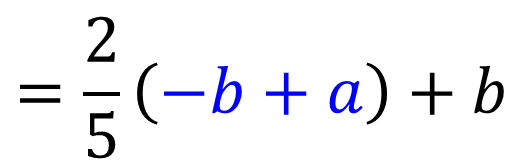 = 2/5 (−b + a) + b